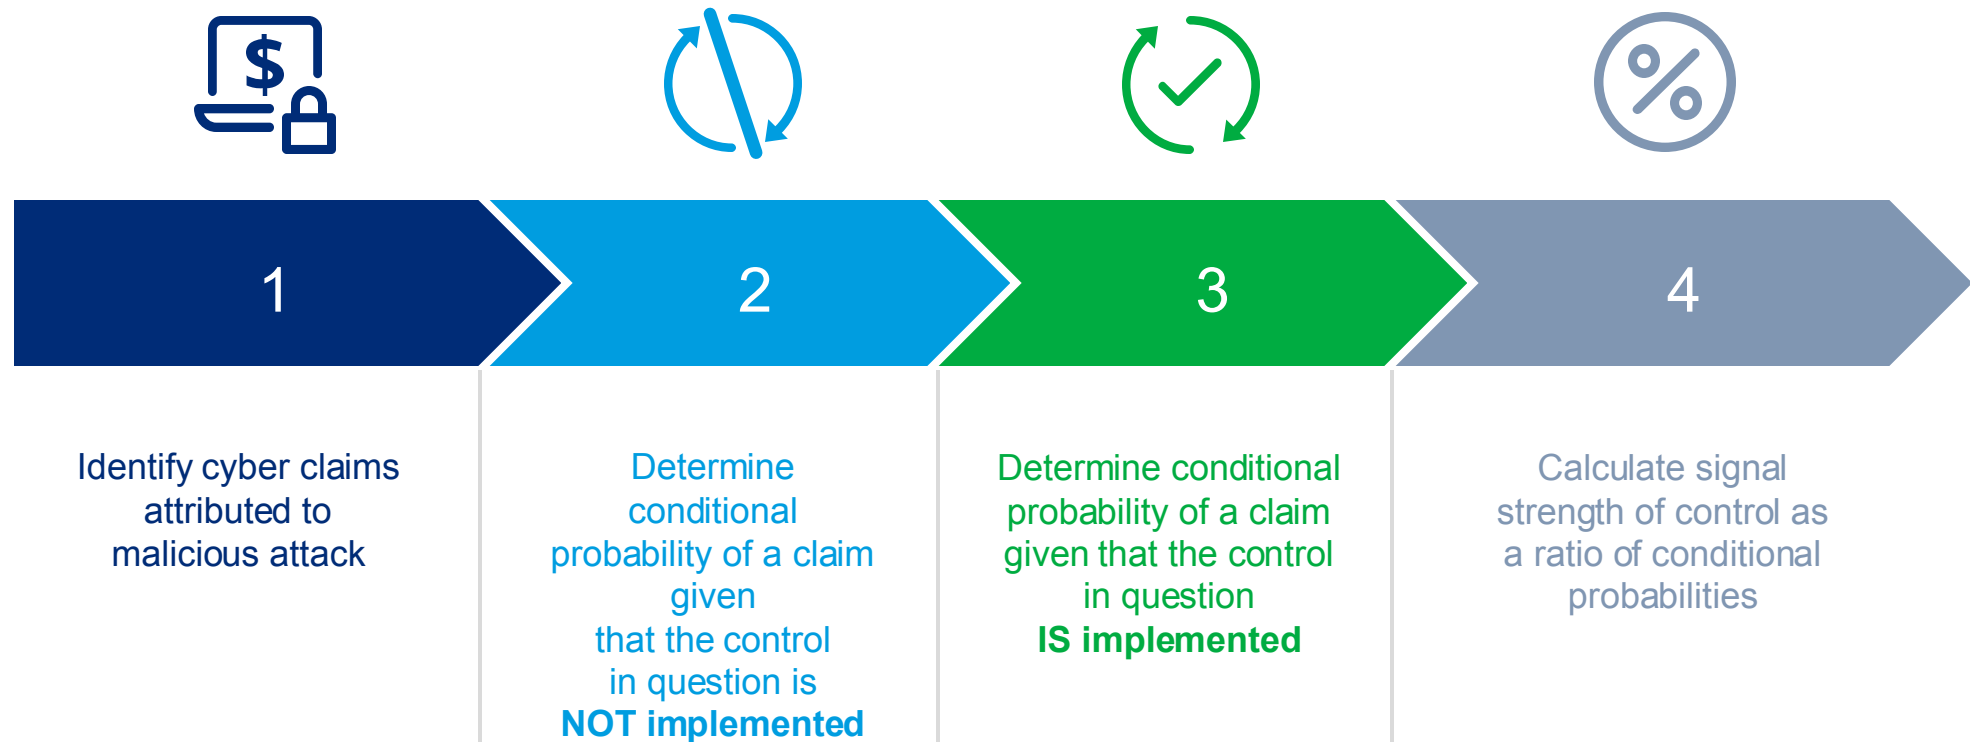 $
%
1
2
3
4
Identify cyber claims
attributed to
malicious attack
Determine
conditional
probability of a claim
given
that the control
in question is
NOT implemented
Determine conditional
probability of a claim
given that the control
in question
IS implemented
Calculate signal
strength of control as
a ratio of conditional
probabilities